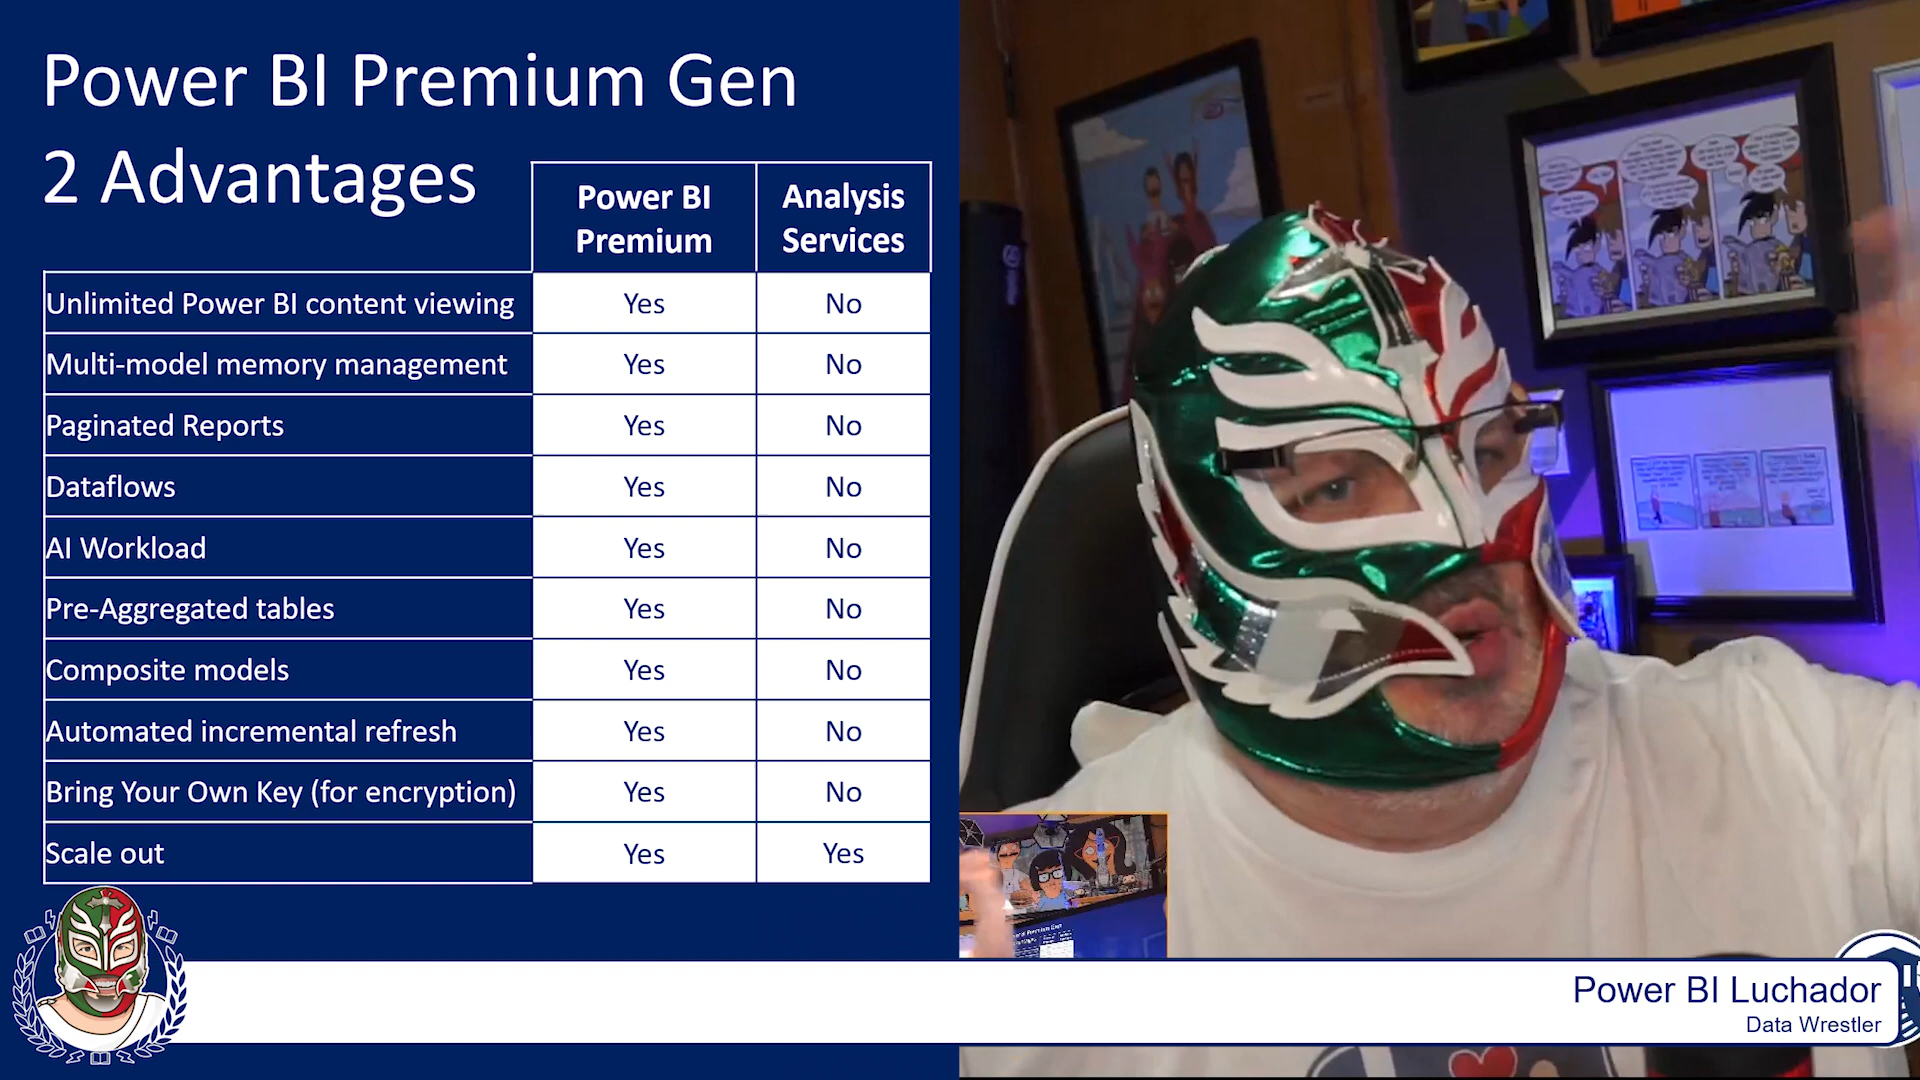 Power BI Premium Gen
2 Advantages
Power BI
Premium
Analysis
Services
Unlimited Power BI content viewing Yes No
Multi-model memory management Yes No
Paginated Reports Yes No
Dataflows Yes No
AI Workload Yes No
Pre-Aggregated tables Yes No
Composite models Yes No
Automated incremental refresh Yes No
Bring Your Own Key (for encryption) Yes No
Scale out Yes Yes
Power BI Luchador
Data Wrestler